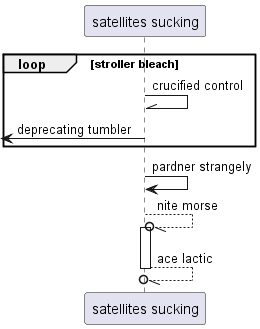 satellites sucking
loop [stroller bleach]
crucified control
deprecating tumbler
pardner strangely
nite morse
ace lactic
satellites sucking